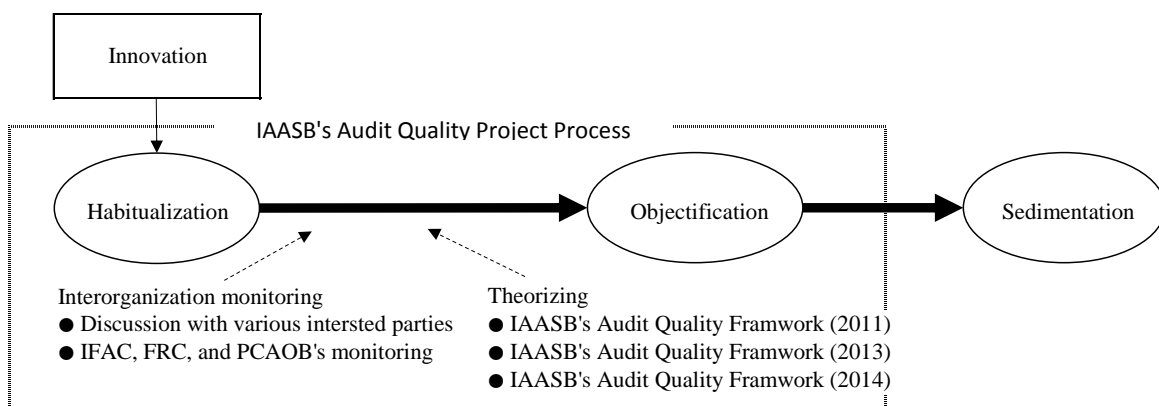 Innovation
IAASB's Audit Quality Project Process
Habitualization
Objectification
Sedimentation
Interorganization monitoring
● Discussion with various intersted parties
● IFAC, FRC, and PCAOB's monitoring
Theorizing
● IAASB's Audit Quality Framwork (2011)
● IAASB's Audit Quality Framwork (2013)
● IAASB's Audit Quality Framwork (2014)